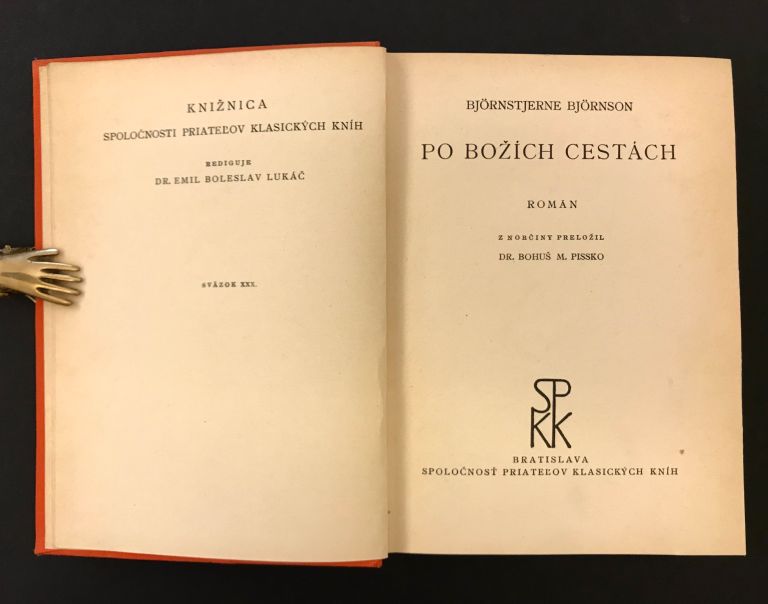 KNIŽNICA
SPOLOČNOSTI PRIATEĽOV KLASICKÝCH KNÍH
REDIGUJE
DR. EMIL BOLESLAV LUKÁČ
SVÄZOK XXX.
BJÖRNSTJERNE BJÖRNSON
PO BOŽÍCH CESTÁCH
ROMÁN
Z NORČINY PRELOŽIL
DR. BOHUŠ M. PISSKO
SP
KK
BRATISLAVA
SPOLOČNOSŤ PRIATEĽOV KLASICKÝCH KNÍH